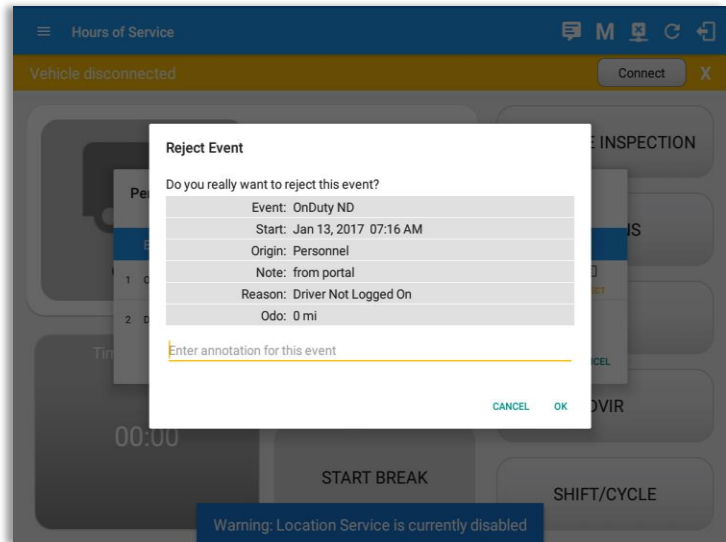 Hours of Service
M
Vehicle disconnected
Connect
X
Reject Event
Do you really want to reject this event?
Event: OnDuty ND
Start: Jan 13, 2017 07:16 AM
Origin: Personnel
Note: from portal
Reason: Driver Not Logged On
Odo: 0 mi
Enter annotation for this event
CANCEL
OK
INSPECTION
1
2
00:00
START BREAK
SHIFT/CYCLE
Warning: Location Service is currently disabled